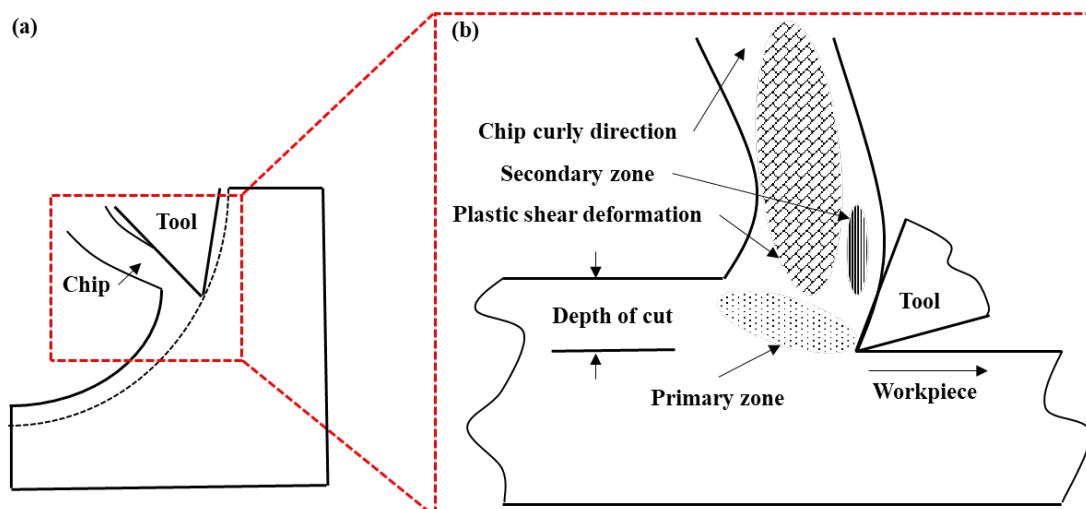 (a)
Tool
Chip
(b)
Chip curly direction
Secondary zone
Plastic shear deformation
Depth of cut
Tool
Primary zone
Workpiece